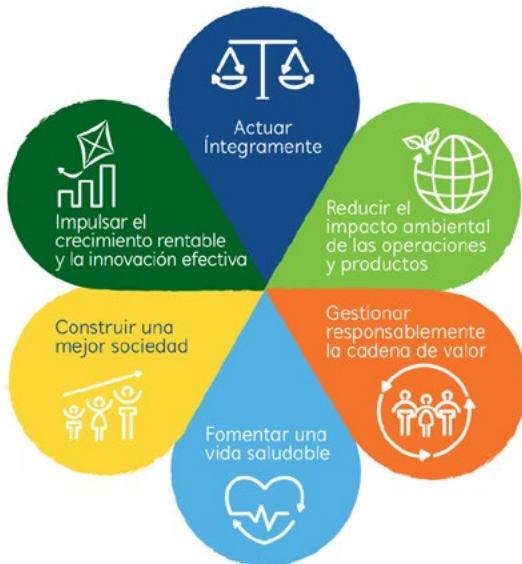 Actuar
Íntegramente
Reducir el
impacto ambiental
de las operaciones
y productos
Gestionar
responsablemente
la cadena de valor
Fomentar una
vida saludable
Construir una
mejor sociedad
Impulsar el
crecimiento rentable
y la innovación efectiva